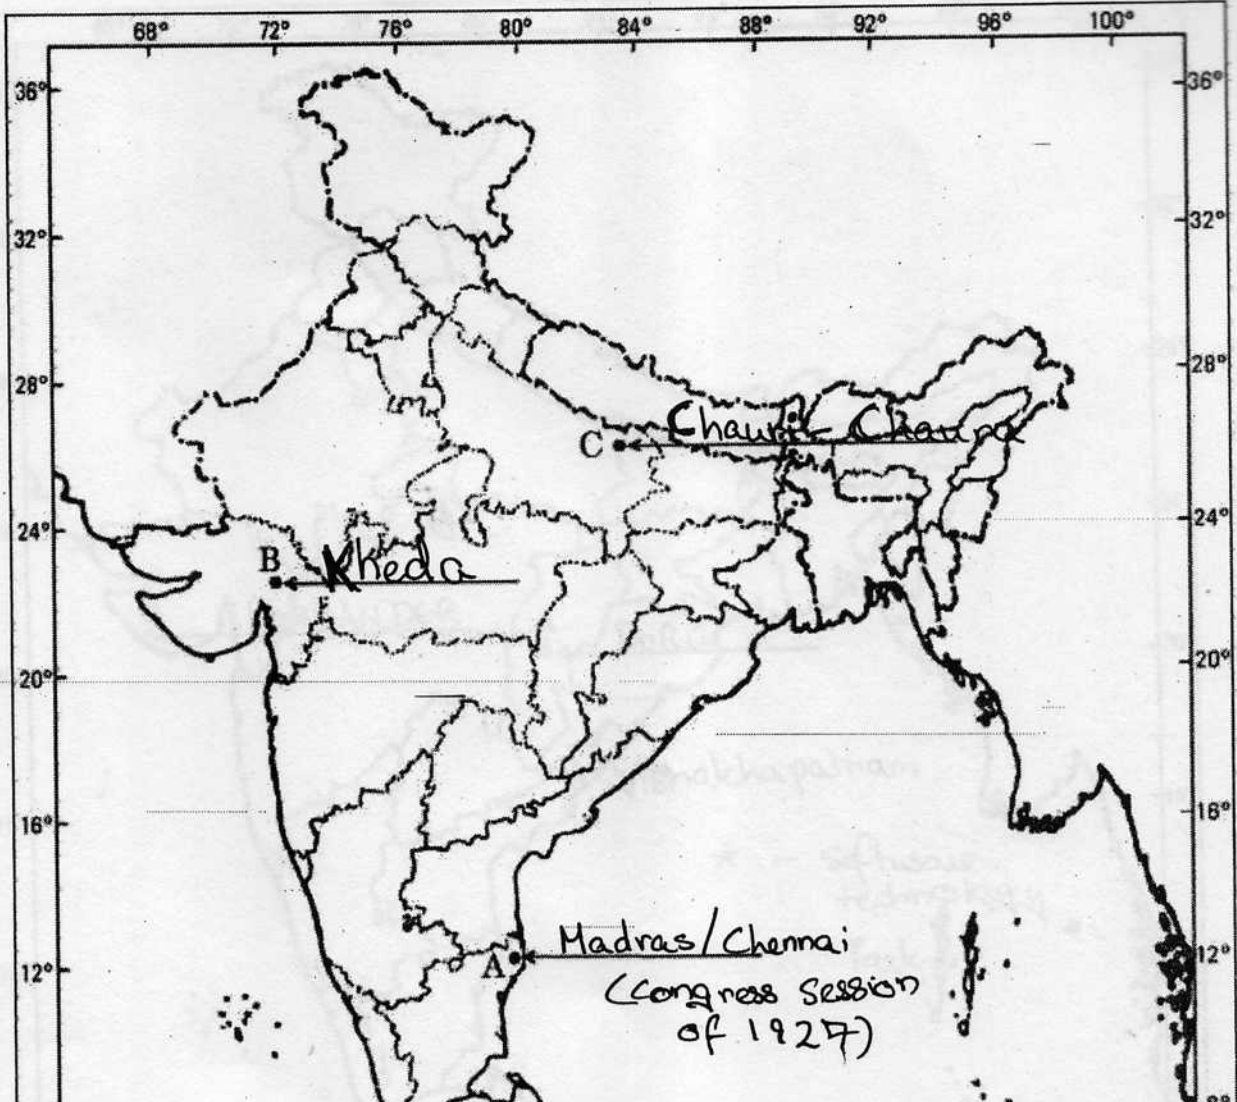 68° 72° 76° 80° 84° 88° 92° 96° 100°
36° 36°
32° 32°
28° 28°
C Chauri-Chaura
24° 24°
B Kheda
20° 20°
16° 16°
A Madras/Chennai
12° 12°
(Congress Session
of 1927)
8°